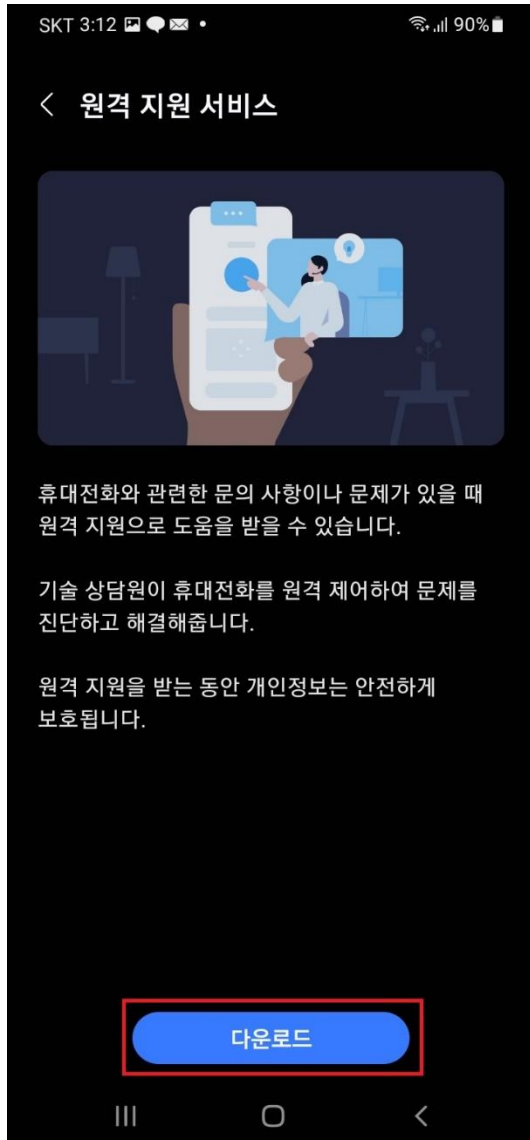 SKT 3:12 90%
원격 지원 서비스
휴대전화와 관련한 문의 사항이나 문제가 있을 때
원격 지원으로 도움을 받을 수 있습니다.
기술 상담원이 휴대전화를 원격 제어하여 문제를
진단하고 해결해줍니다.
원격 지원을 받는 동안 개인정보는 안전하게
보호됩니다.
다운로드